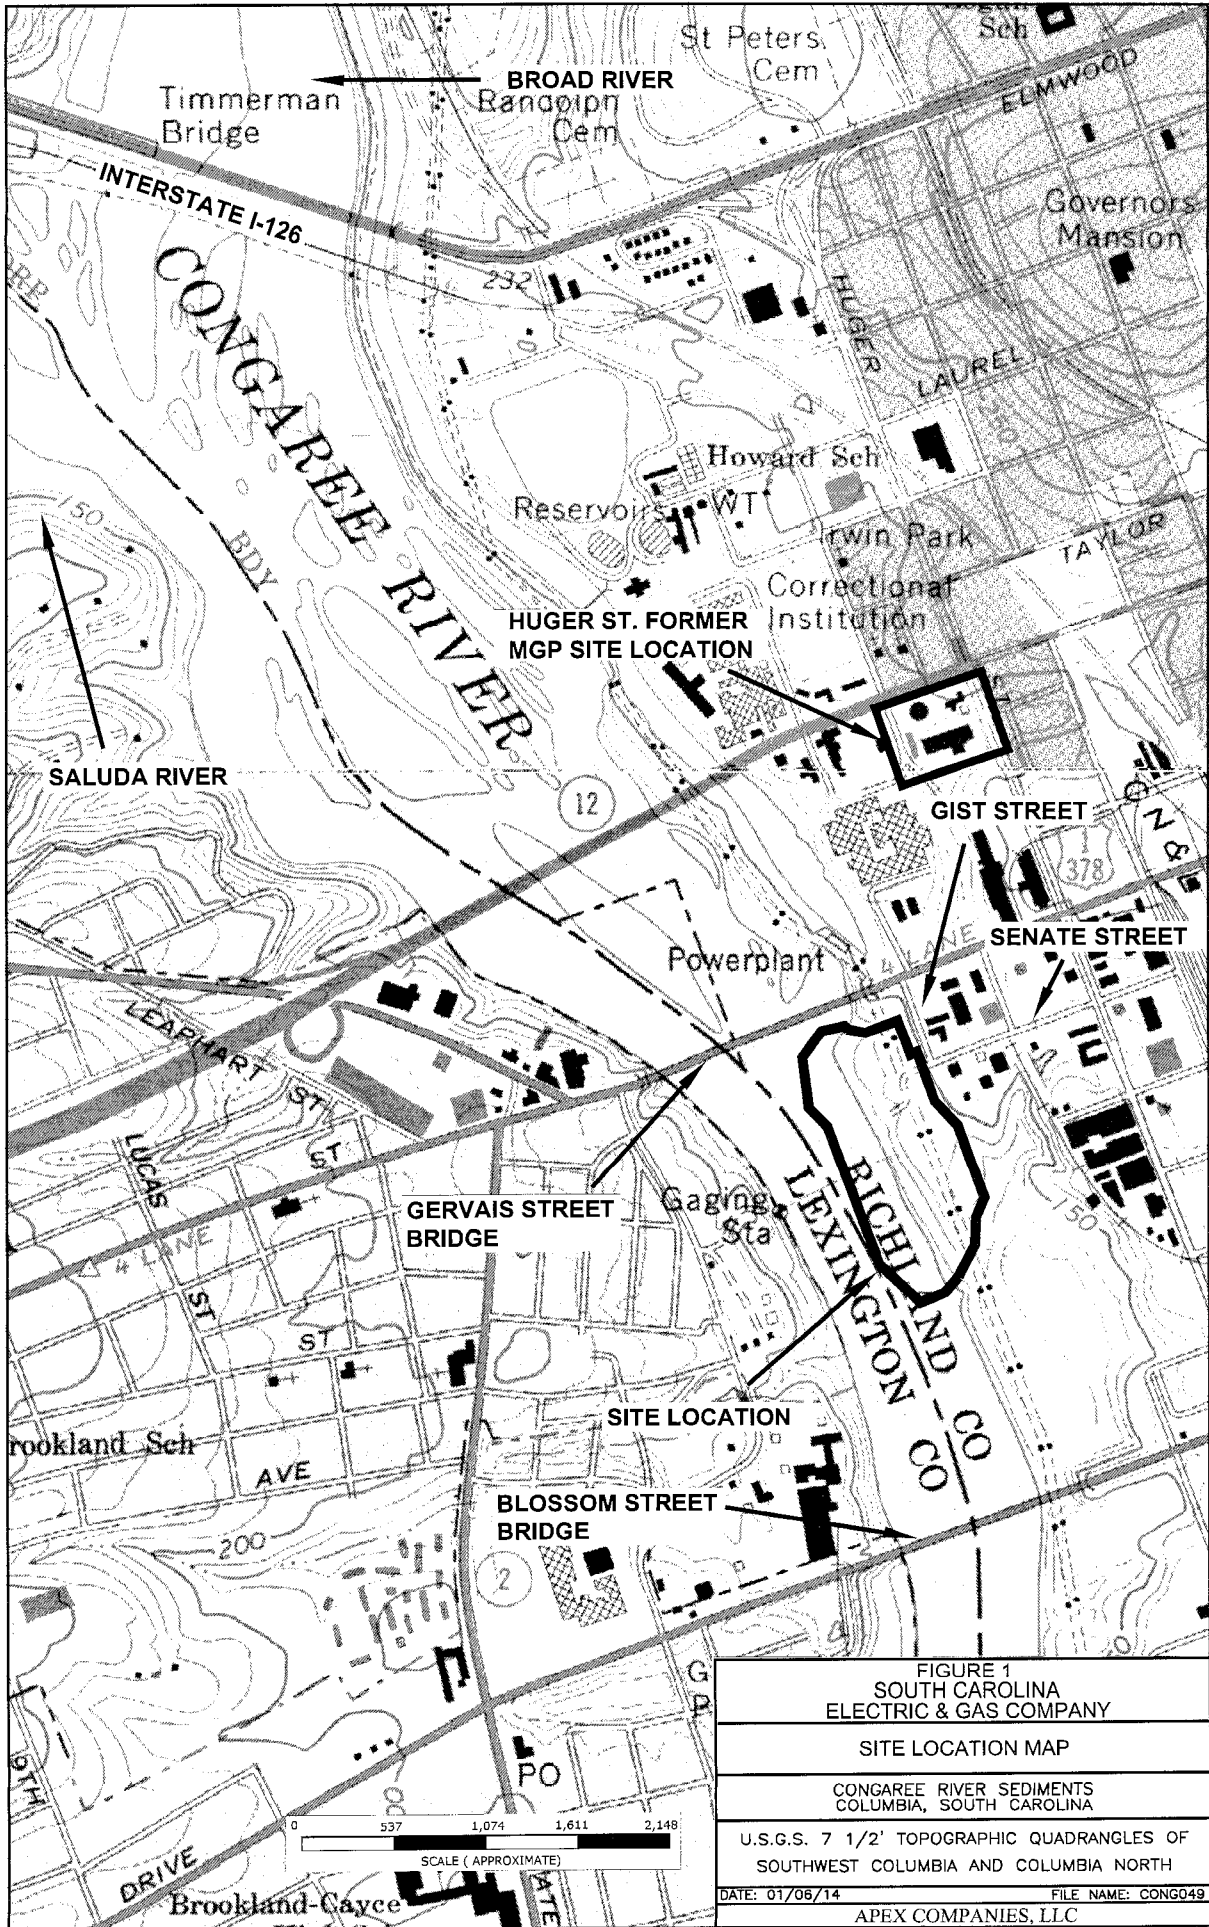 Sch
St Peters
Cem
BROAD RIVER
Timmerman
Bridge
Randolph
Cem
ELMWOOD
INTERSTATE I-126
Governors
Mansion
CONGAREE RIVER
232
HUGER
LAUREL
Howard Sch
150
Reservoirs
WT
Irwin Park
TAYLOR
BDY
Correctional
Institution
HUGER ST. FORMER
MGP SITE LOCATION
ST
SALUDA RIVER
12
GIST STREET
1
378
SENATE STREET
Powerplant
4 LANE
LEAPHART ST
LUCAS
ST
GERVAIS STREET
BRIDGE
Gaging
Sta
RICHLAND CO
LEXINGTON CO
150
4 LANE
ST
ST
SITE LOCATION
rookland Sch
AVE
BLOSSOM STREET
BRIDGE
200
2
9TH
PO
DRIVE
Brookland-Cayce
0 537 1,074 1,611 2,148
SCALE ( APPROXIMATE)
FIGURE 1
SOUTH CAROLINA
ELECTRIC & GAS COMPANY
SITE LOCATION MAP
CONGAREE RIVER SEDIMENTS
COLUMBIA, SOUTH CAROLINA
U.S.G.S. 7 1/2' TOPOGRAPHIC QUADRANGLES OF
SOUTHWEST COLUMBIA AND COLUMBIA NORTH
DATE: 01/06/14 FILE NAME: CONG049
APEX COMPANIES, LLC